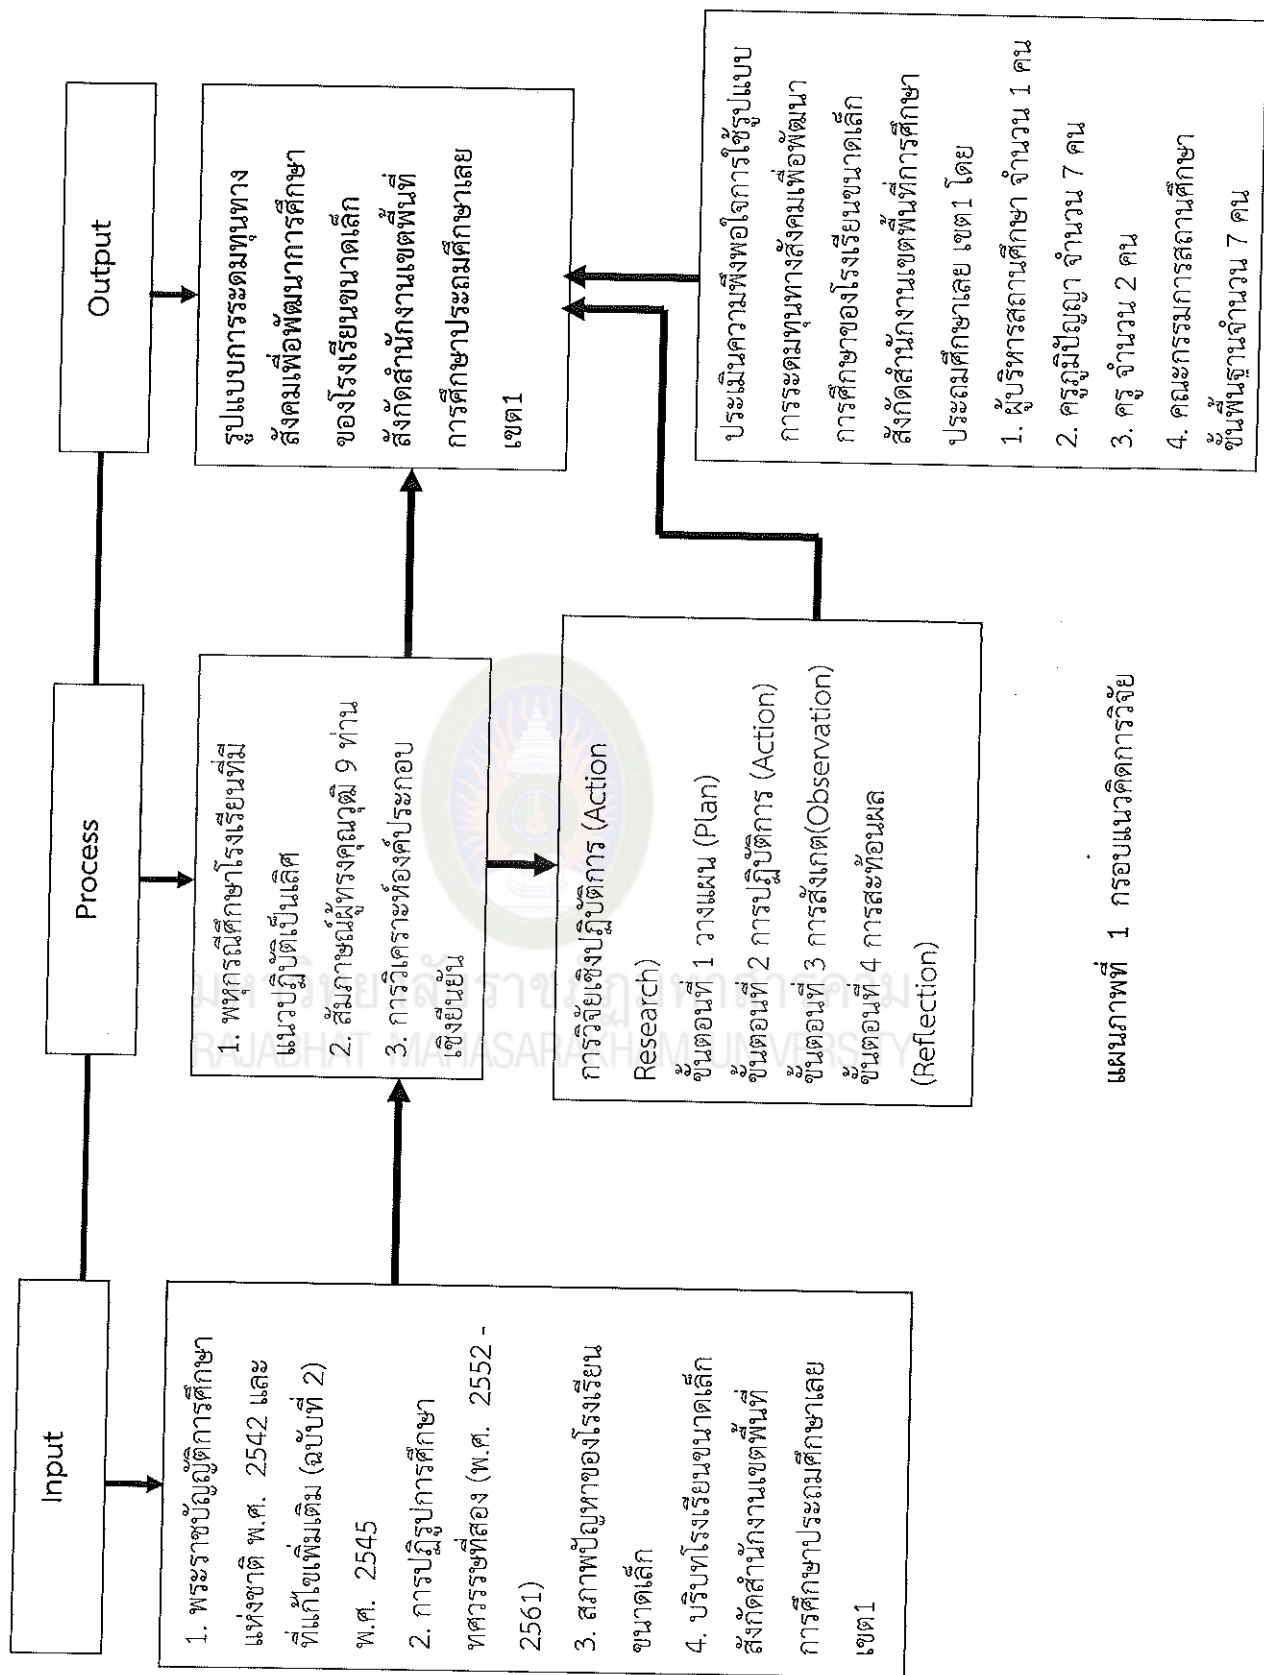 Input
1. พระราชบัญญัติการศึกษา
แห่งชาติ พ.ศ. 2542 และ
ที่แก้ไขเพิ่มเติม (ฉบับที่ 2)
พ.ศ. 2545
2. การปฏิรูปการศึกษา
ทศวรรษที่สอง (พ.ศ. 2552 -
2561)
3. สภาพปัญหาของโรงเรียน
ขนาดเล็ก
4. บริบทโรงเรียนขนาดเล็ก
สังกัดสำนักงานเขตพื้นที่
การศึกษาประถมศึกษาเลย
เขต1
Process
1. พหุกรณีศึกษาโรงเรียนที่มี
แนวปฏิบัติเป็นเลิศ
2. สัมภาษณ์ผู้ทรงคุณวุฒิ 9 ท่าน
3. การวิเคราะห์องค์ประกอบ
เชิงยืนยัน
การวิจัยเชิงปฏิบัติการ (Action
Research)
ขั้นตอนที่ 1 วางแผน (Plan)
ขั้นตอนที่ 2 การปฏิบัติการ (Action)
ขั้นตอนที่ 3 การสังเกต(Observation)
ขั้นตอนที่ 4 การสะท้อนผล
(Reflection)
Output
รูปแบบการระดมทุนทาง
สังคมเพื่อพัฒนาการศึกษา
ของโรงเรียนขนาดเล็ก
สังกัดสำนักงานเขตพื้นที่
การศึกษาประถมศึกษาเลย
เขต1
ประเมินความพึงพอใจการใช้รูปแบบ
การระดมทุนทางสังคมเพื่อพัฒนา
การศึกษาของโรงเรียนขนาดเล็ก
สังกัดสำนักงานเขตพื้นที่การศึกษา
ประถมศึกษาเลย เขต1 โดย
1. ผู้บริหารสถานศึกษา จำนวน 1 คน
2. ครูภูมิปัญญา จำนวน 7 คน
3. ครู จำนวน 2 คน
4. คณะกรรมการสถานศึกษา
ขั้นพื้นฐานจำนวน 7 คน
มหาวิทยาลัยราชภัฏมหาสารคาม
RAJABHAT MAHASARAKHAM UNIVERSITY
แผนภาพที่ 1 กรอบแนวคิดการวิจัย